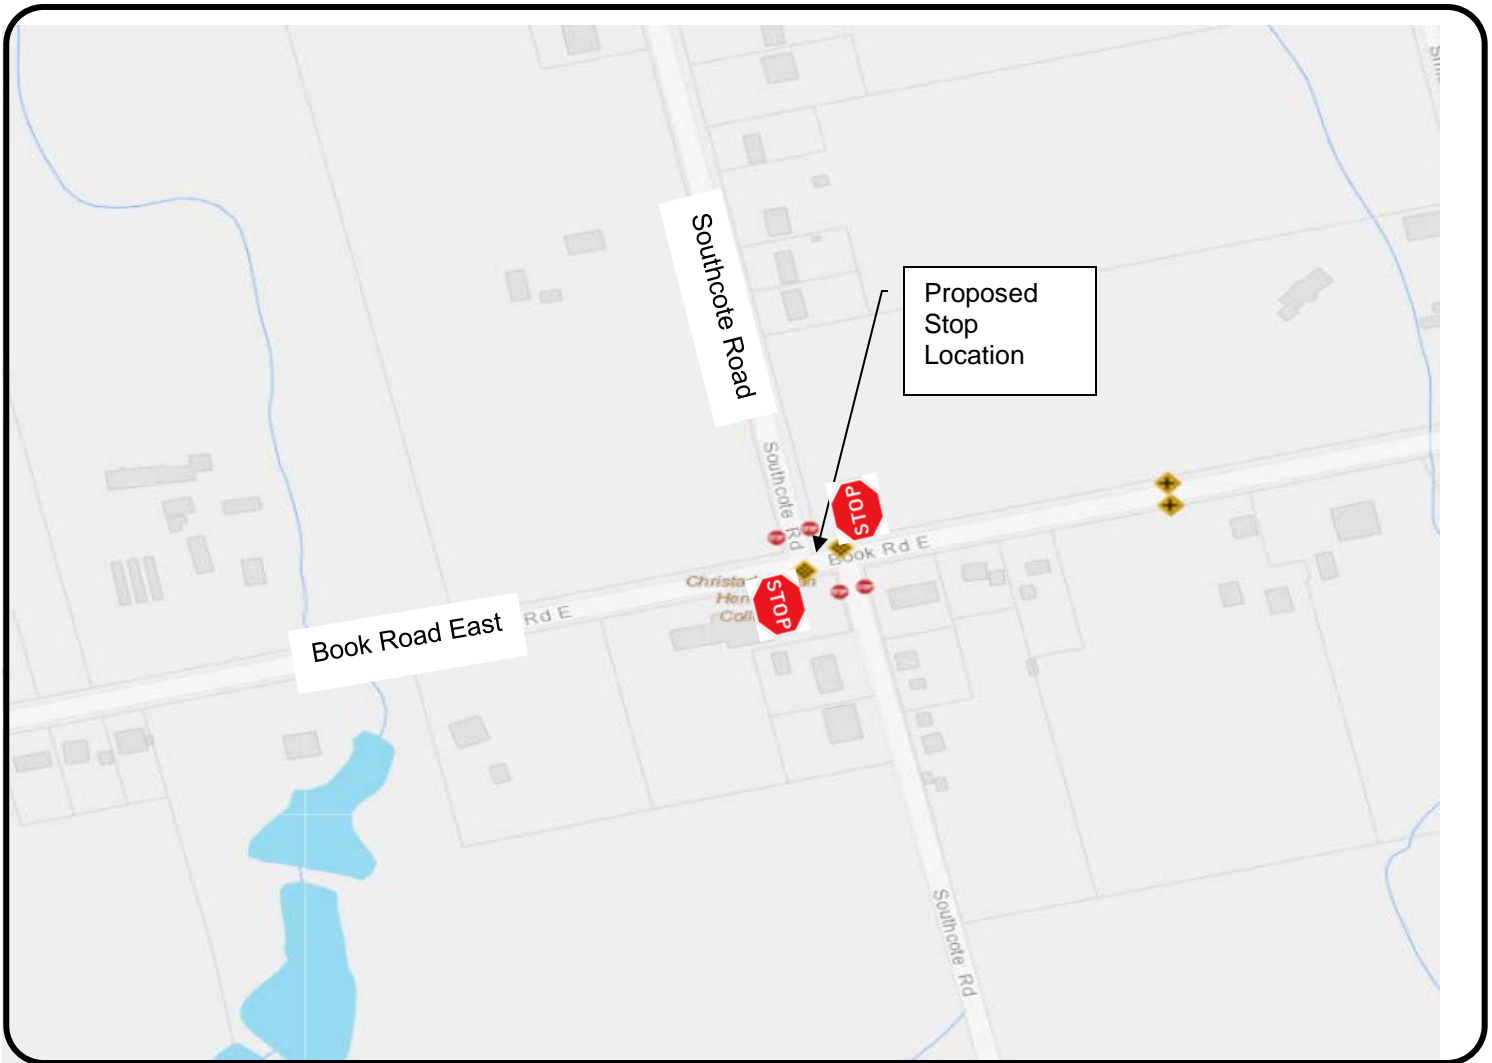 Southcote Road
Proposed
Stop
Location
Southcote Rd
STOP
Book Rd E
STOP
Rd E
Book Road East
Southcote Rd